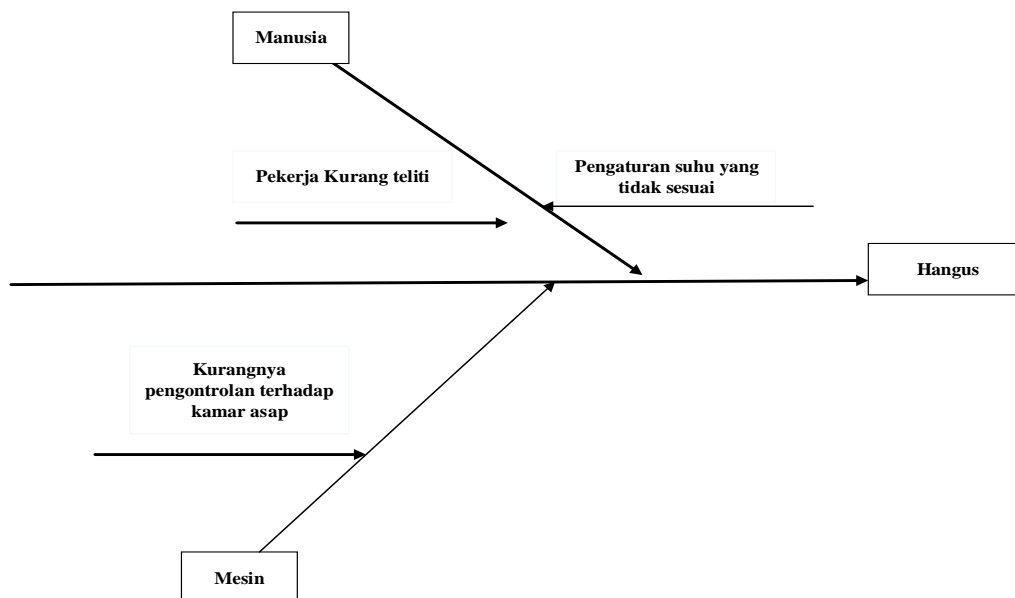 Manusia
Pekerja Kurang teliti
Pengaturan suhu yang
tidak sesuai
Hangus
Kurangnya
pengontrolan terhadap
kamar asap
Mesin